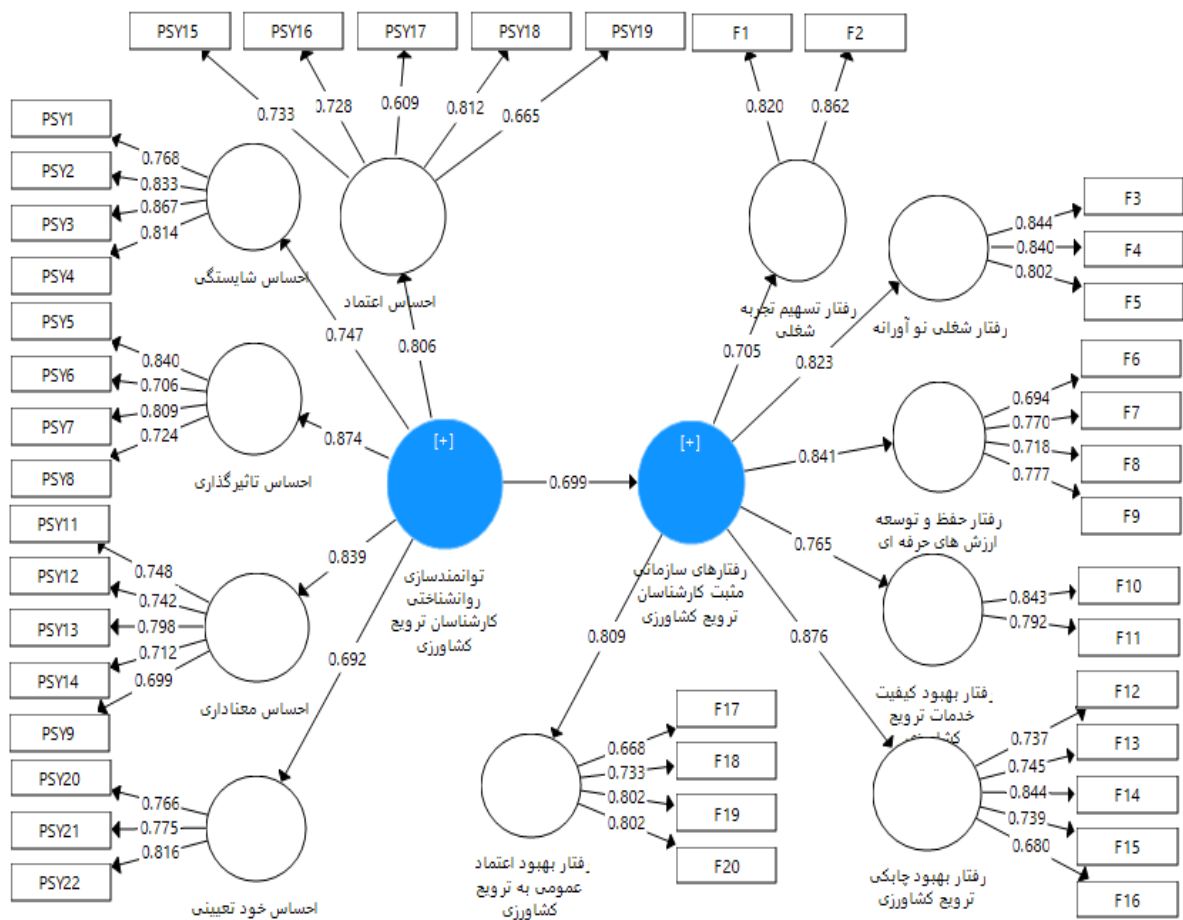 PSY15
PSY16
PSY17
PSY18
PSY19
F1
F2
0.733
0.728
0.609
0.812
0.665
0.820
0.862
PSY1
PSY2
PSY3
PSY4
0.768
0.833
0.867
0.814
احساس شایستگی
احساس اعتماد
رفتار تسهیم تجربه
شغلی
F3
F4
F5
0.844
0.840
0.802
رفتار شغلی نو آورانه
0.747
0.806
0.705
0.823
PSY5
PSY6
PSY7
PSY8
0.840
0.706
0.809
0.724
احساس تاثیرگذاری
0.874
[+]
0.699
[+]
0.841
F6
F7
F8
F9
0.694
0.770
0.718
0.777
رفتار حفظ و توسعه
ارزش های حرفه ای
توانمندسازی
روانشناختی
کارشناسان ترویج
کشاورزی
رفتارهای سازمانی
مثبت کارشناسان
ترویج کشاورزی
PSY11
PSY12
PSY13
PSY14
PSY9
0.748
0.742
0.798
0.712
0.699
احساس معناداری
0.839
0.692
0.765
0.809
0.876
F10
F11
0.843
0.792
رفتار بهبود کیفیت
خدمات ترویج
کشاورزی
PSY20
PSY21
PSY22
0.766
0.775
0.816
احساس خود تعیینی
F17
F18
F19
F20
0.668
0.733
0.802
0.802
رفتار بهبود اعتماد
عمومی به ترویج
کشاورزی
F12
F13
F14
F15
F16
0.737
0.745
0.844
0.739
0.680
رفتار بهبود چابکی
ترویج کشاورزی